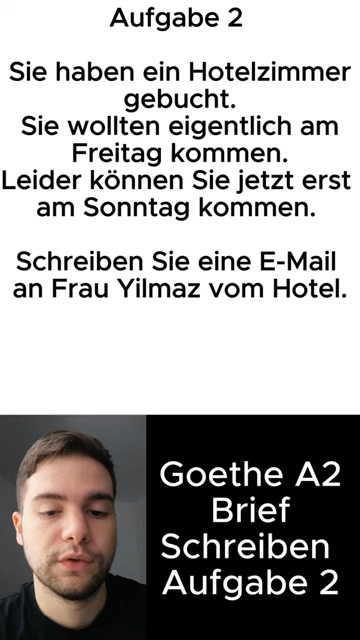 Aufgabe 2
Sie haben ein Hotelzimmer
gebucht.
Sie wollten eigentlich am
Freitag kommen.
Leider können Sie jetzt erst
am Sonntag kommen.
Schreiben Sie eine E-Mail
an Frau Yilmaz vom Hotel.
Goethe A2
Brief
Schreiben
Aufgabe 2